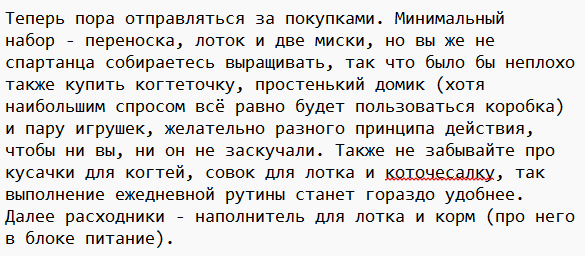 Теперь пора отправляться за покупками. Минимальный
набор - переноска, лоток и две миски, но вы же не
спартанца собираетесь выращивать, так что было бы неплохо
также купить когтеточку, простенький домик (хотя
наибольшим спросом всё равно будет пользоваться коробка)
и пару игрушек, желательно разного принципа действия,
чтобы ни вы, ни он не заскучали. Также не забывайте про
кусачки для когтей, совок для лотка и коточесалку, так
выполнение ежедневной рутины станет гораздо удобнее.
Далее расходники - наполнитель для лотка и корм (про него
в блоке питание).